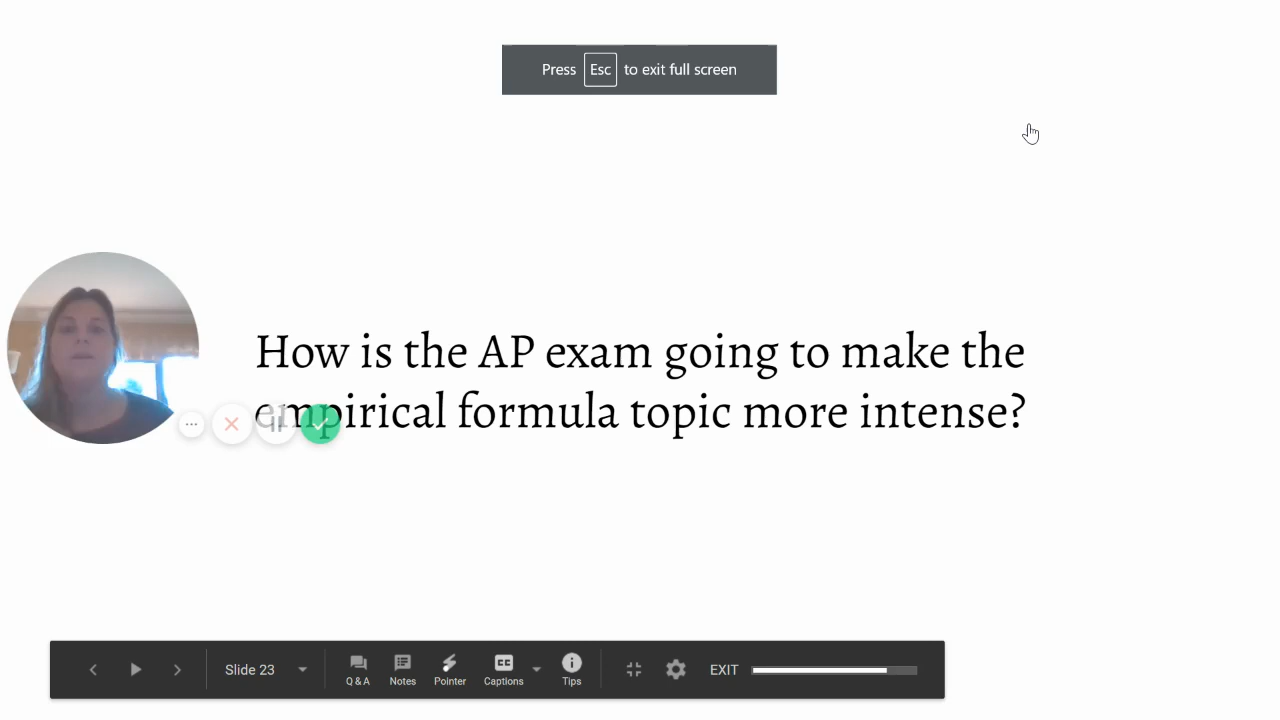 Press Esc to exit full screen
How is the AP exam going to make the
empirical formula topic more intense?
Slide 23
Q & A
Notes
Pointer
CC
Captions
Tips
EXIT